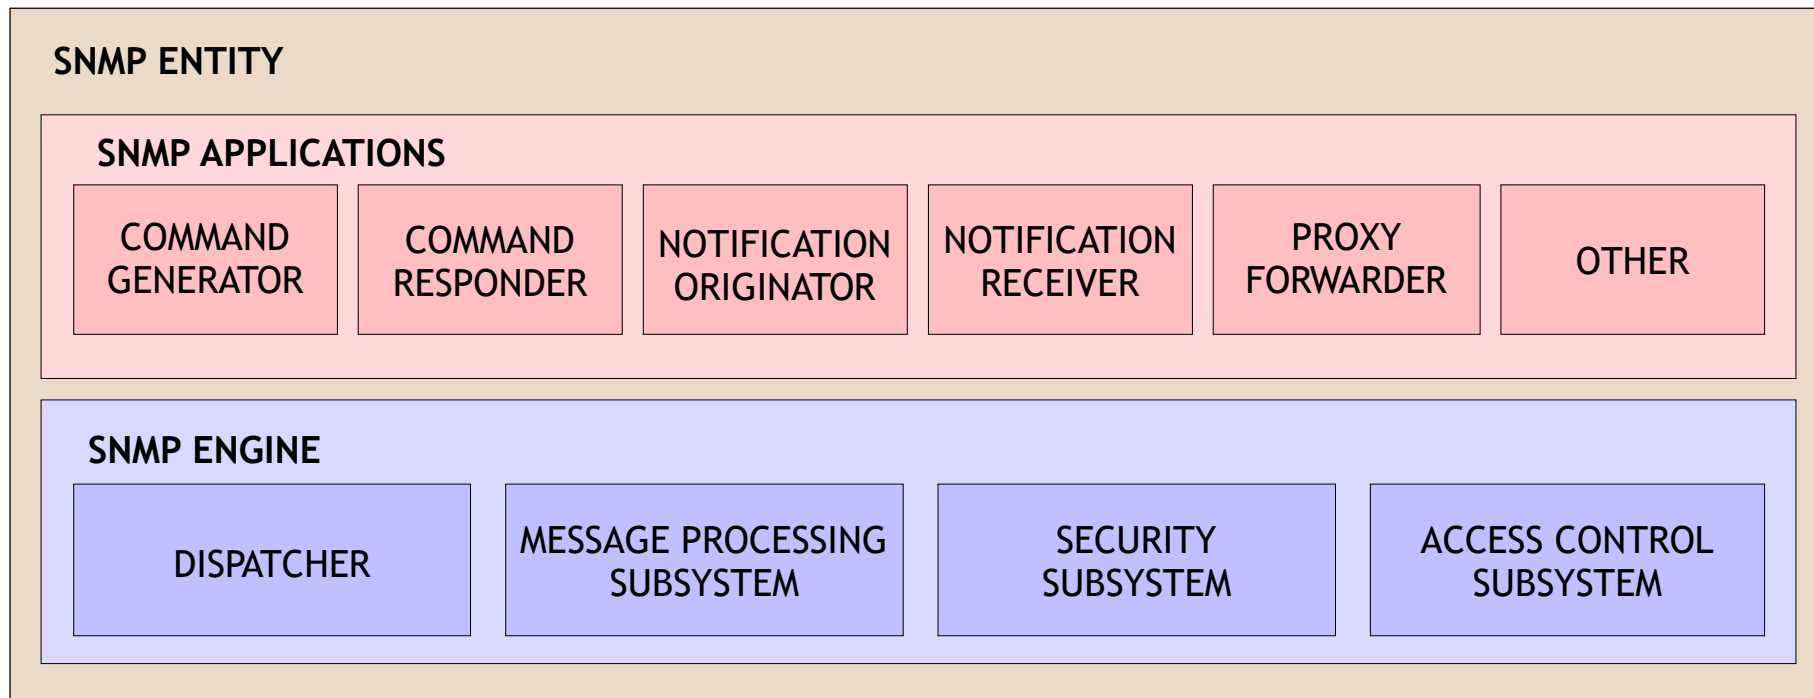 SNMP ENTITY
SNMP APPLICATIONS
COMMAND
GENERATOR
COMMAND
RESPONDER
NOTIFICATION
ORIGINATOR
NOTIFICATION
RECEIVER
PROXY
FORWARDER
OTHER
SNMP ENGINE
DISPATCHER
MESSAGE PROCESSING
SUBSYSTEM
SECURITY
SUBSYSTEM
ACCESS CONTROL
SUBSYSTEM